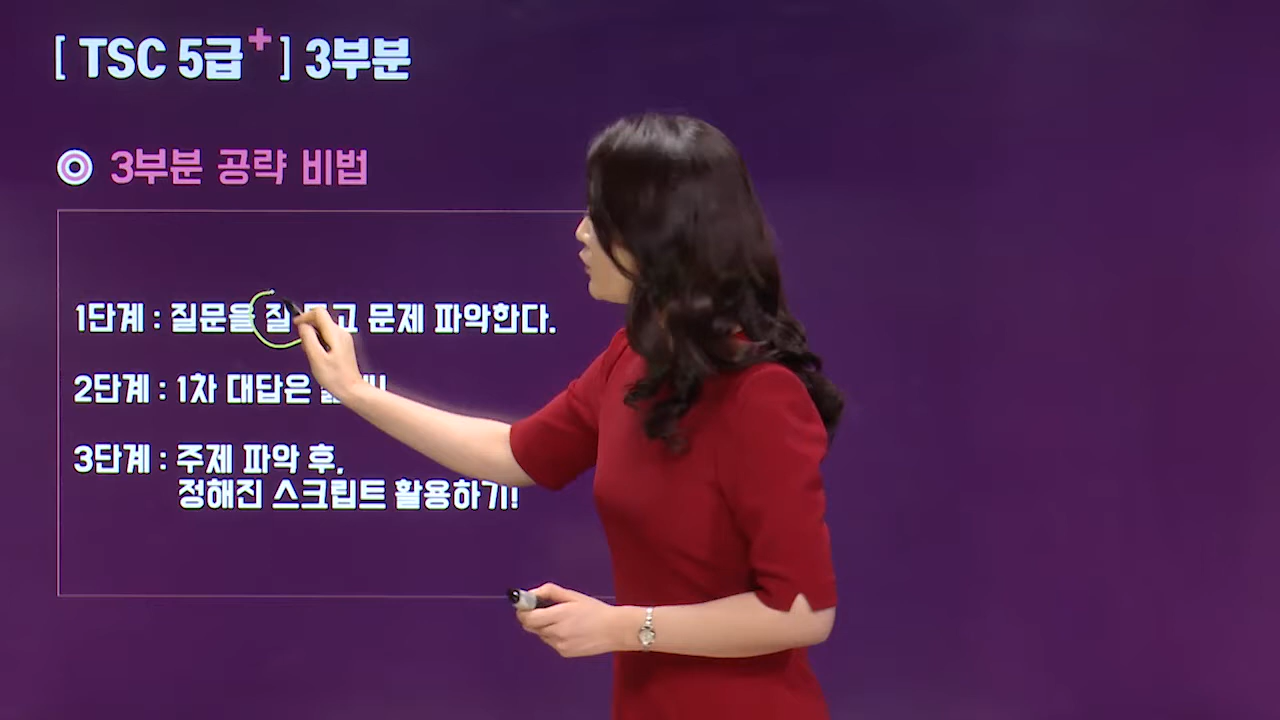 [ TSC 5급+ ] 3부분
3부분 공략 비법
1단계 : 질문을 잘 듣고 문제 파악한다.
2단계 : 1차 대답은
3단계 : 주제 파악 후,
정해진 스크립트 활용하기!